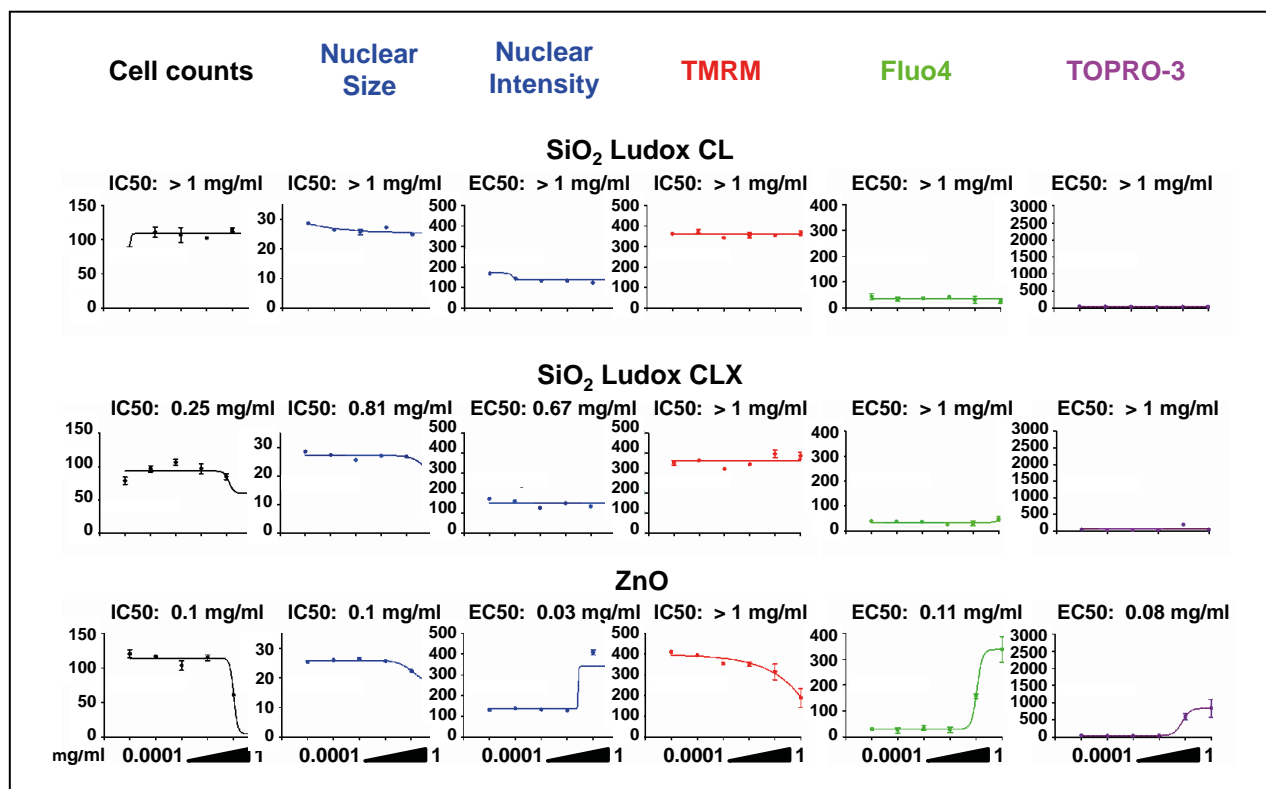 Cell counts Nuclear Size Nuclear Intensity TMRM Fluo4 TOPRO-3
SiO2 Ludox CL
IC50: > 1 mg/ml IC50: > 1 mg/ml EC50: > 1 mg/ml IC50: > 1 mg/ml EC50: > 1 mg/ml EC50: > 1 mg/ml
150 100 50 0
30 20 10 0
500 400 300 200 100 0
500 400 300 200 100 0
400 300 200 100 0
3000 2500 2000 1500 1000 500 0
SiO2 Ludox CLX
IC50: 0.25 mg/ml IC50: 0.81 mg/ml EC50: 0.67 mg/ml IC50: > 1 mg/ml EC50: > 1 mg/ml EC50: > 1 mg/ml
150 100 50 0
30 20 10 0
500 400 300 200 100 0
500 400 300 200 100 0
400 300 200 100 0
3000 2500 2000 1500 1000 500 0
ZnO
IC50: 0.1 mg/ml IC50: 0.1 mg/ml EC50: 0.03 mg/ml IC50: > 1 mg/ml EC50: 0.11 mg/ml EC50: 0.08 mg/ml
150 100 50 0
30 20 10 0
500 400 300 200 100 0
500 400 300 200 100 0
400 300 200 100 0
3000 2500 2000 1500 1000 500 0
mg/ml 0.0001 1 0.0001 1 0.0001 1 0.0001 1 0.0001 1 0.0001 1